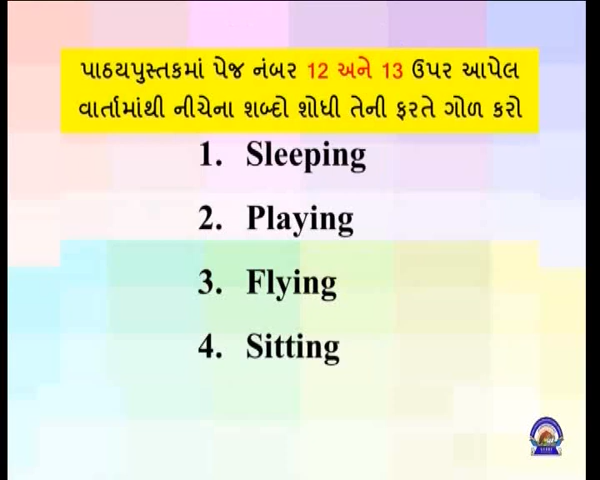 પાઠયપુસ્તકમાં પેજ નંબર 12 અને 13 ઉપર આપેલ
વાર્તામાંથી નીચેના શબ્દો શોધી તેની ફરતે ગોળ કરો
1. Sleeping
2. Playing
3. Flying
4. Sitting